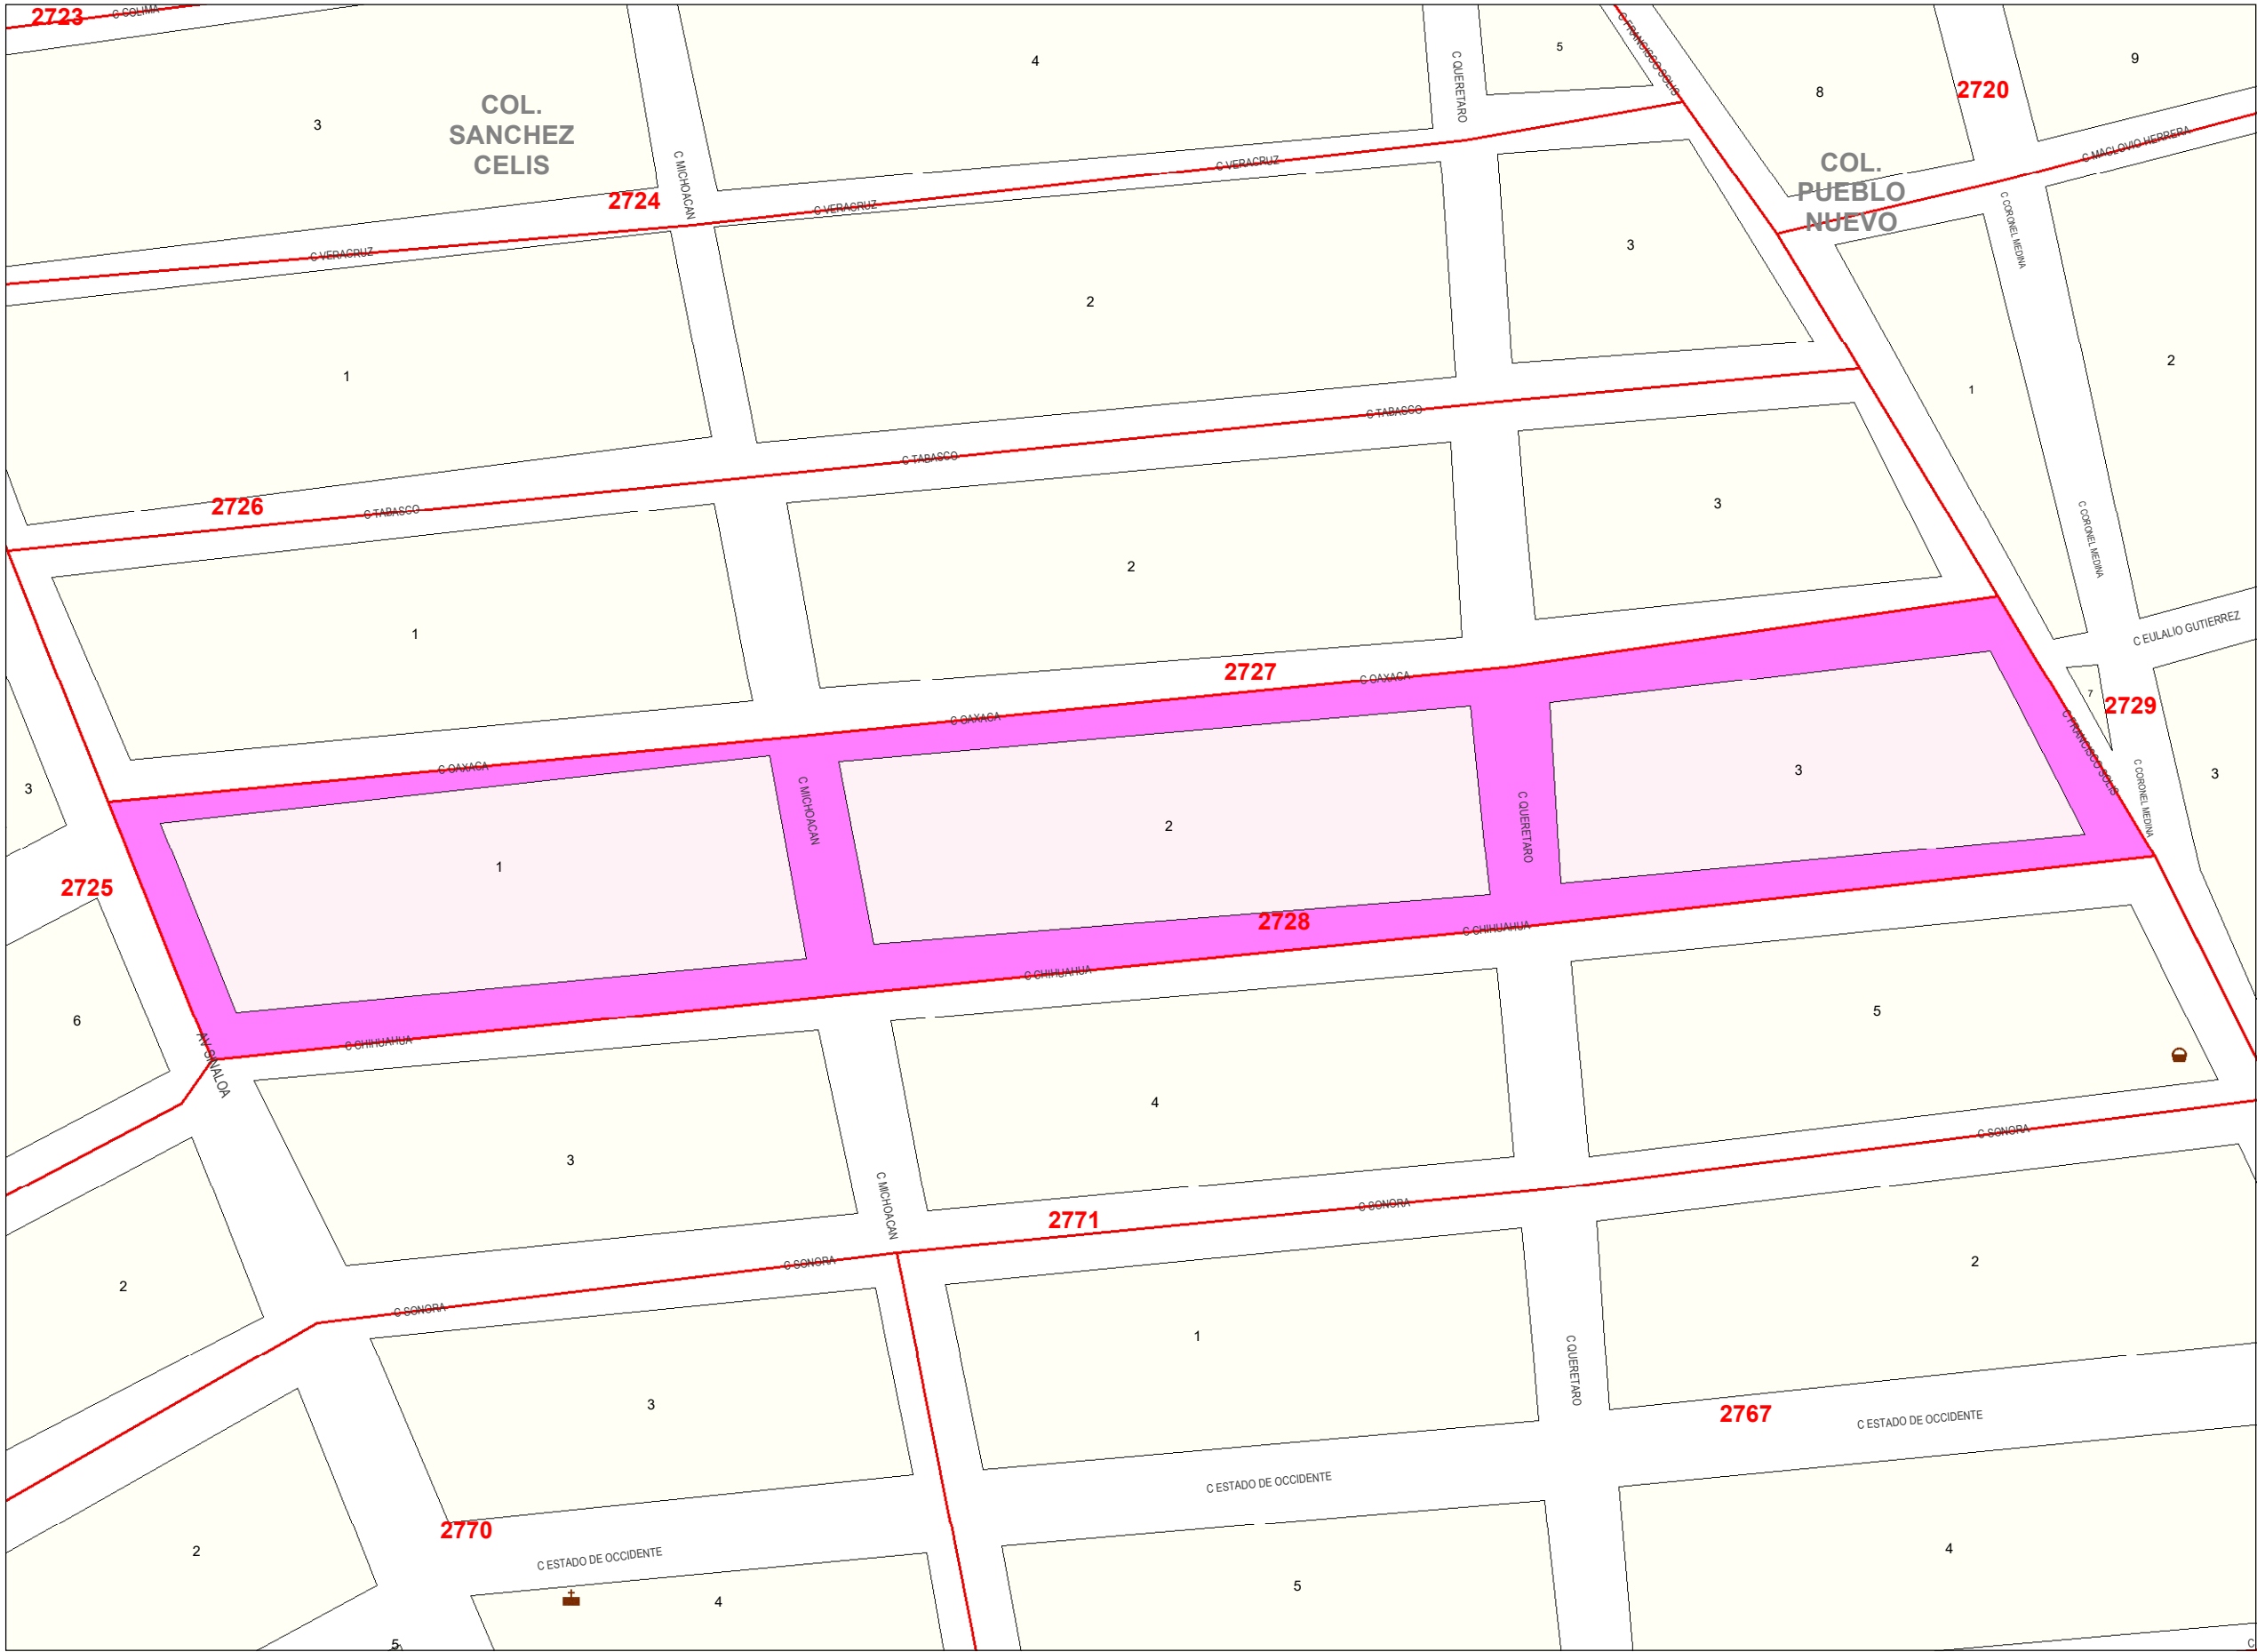 2723
C COLIMA
C FRANCISCO SOLIS
5
4
C QUERETARO
9
8
2720
COL.
SANCHEZ
CELIS
3
C MACLOVIO HERRERA
C VERACRUZ
COL.
PUEBLO
NUEVO
C MICHOACAN
2724
C VERACRUZ
C CORONEL MEDINA
3
C VERACRUZ
2
2
1
1
C TABASCO
C TABASCO
2726
C TABASCO
3
C CORONEL MEDINA
2
1
C EULALIO GUTIERREZ
2727
C OAXACA
7
2729
C OAXACA
C FRANCISCO SOLIS
C OAXACA
3
3
3
C CORONEL MEDINA
C MICHOACAN
2
C QUERETARO
1
2725
2728
C CHIHUAHUA
C CHIHUAHUA
6
5
C CHIHUAHUA
AV SINALOA
4
C SONORA
3
C MICHOACAN
C SONORA
2771
C SONORA
2
2
C SONORA
1
C QUERETARO
3
2767
C ESTADO DE OCCIDENTE
C ESTADO DE OCCIDENTE
2770
2
C ESTADO DE OCCIDENTE
4
5
4
5
C